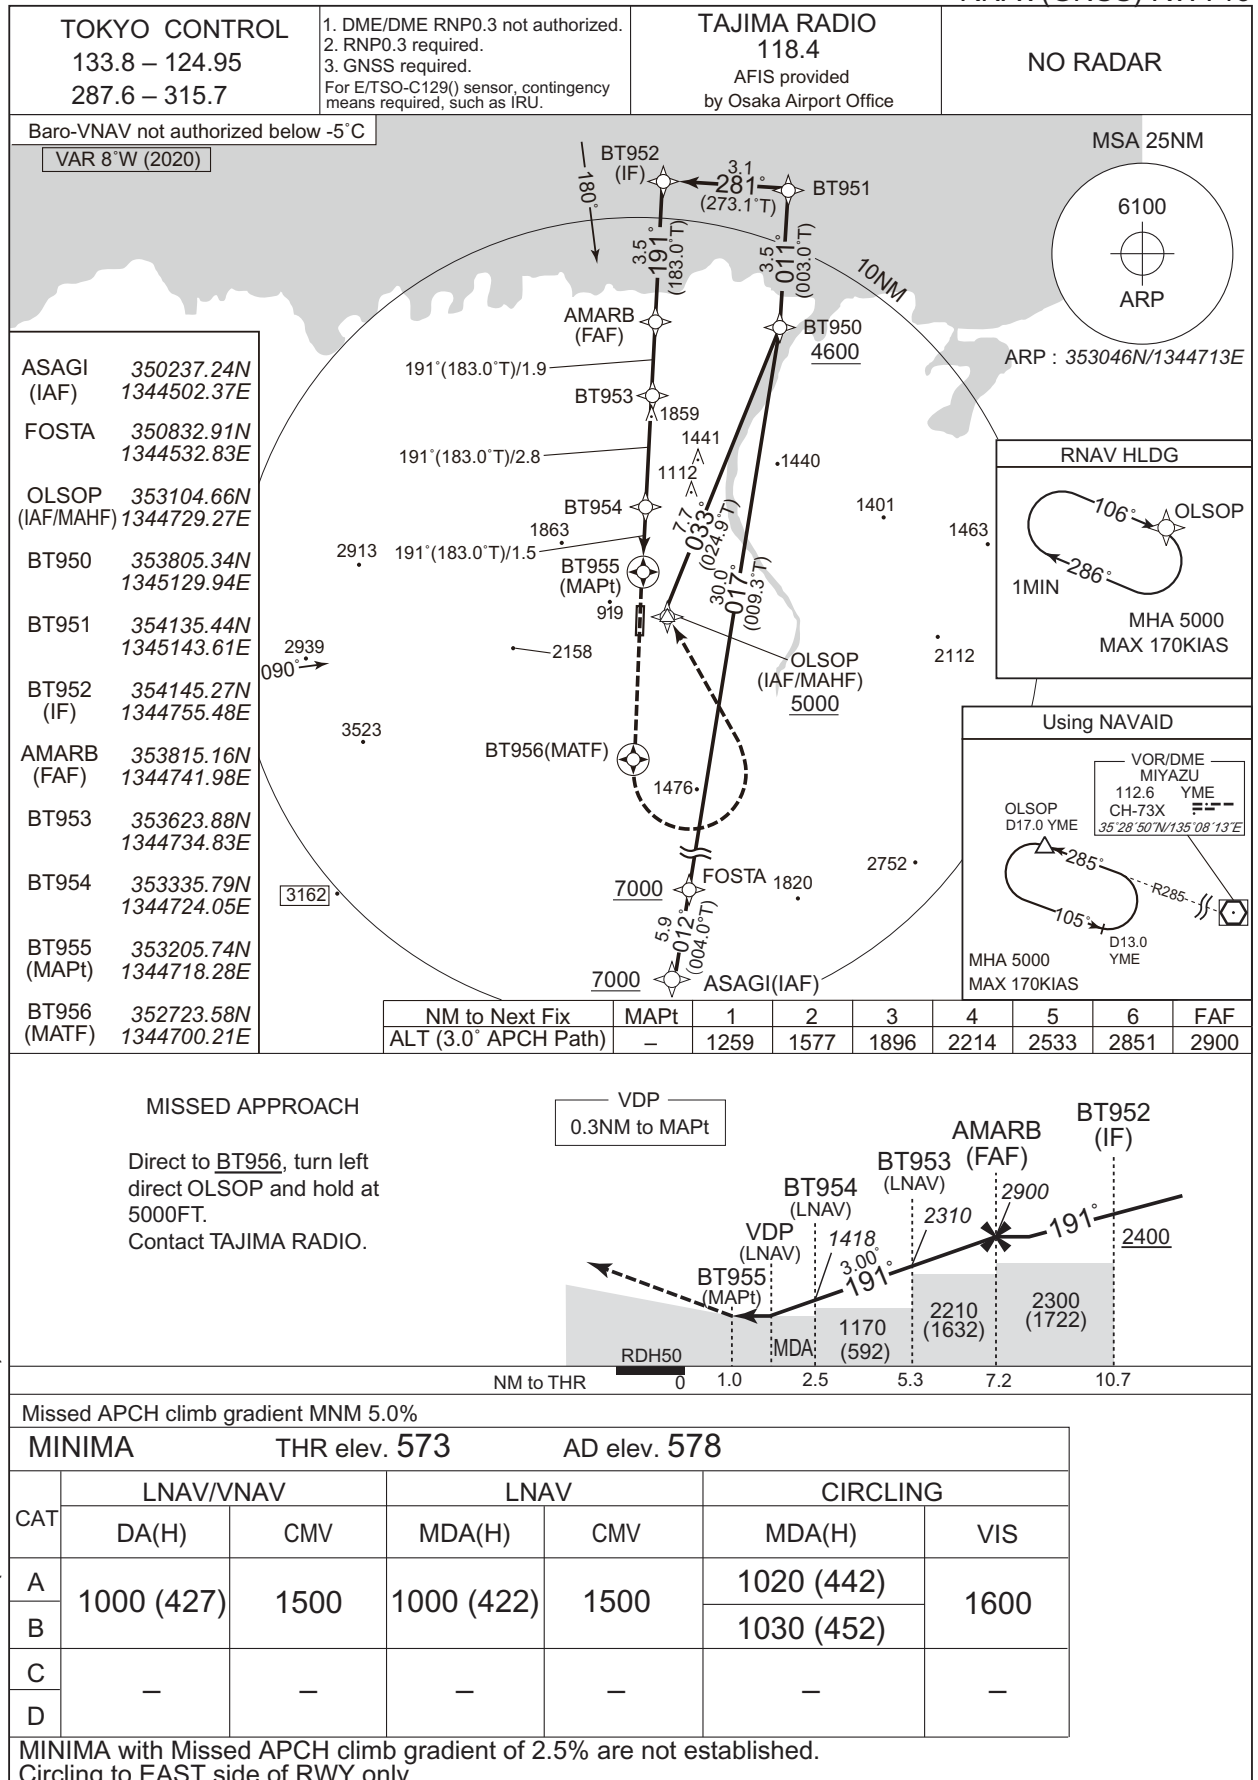 TOKYO CONTROL
133.8 – 124.95
287.6 – 315.7
1. DME/DME RNP0.3 not authorized.
2. RNP0.3 required.
3. GNSS required.
For E/TSO-C129() sensor, contingency
means required, such as IRU.
TAJIMA RADIO
118.4
AFIS provided
by Osaka Airport Office
NO RADAR
Baro-VNAV not authorized below -5°C
VAR 8°W (2020)
MSA 25NM
6100
ARP
ARP : 353046N/1344713E
180°
BT952
(IF)
3.1
281°
(273.1°T)
BT951
3.5
191°
(183.0°T)
3.5
011°
(003.0°T)
10NM
AMARB
(FAF)
BT950
4600
191°(183.0°T)/1.9
BT953
1859
1441
191°(183.0°T)/2.8
1112
1440
BT954
1401
1863
1463
2913
191°(183.0°T)/1.5
BT955
(MAPt)
919
7.7
033°
(024.9°T)
30.0
017°
(009.3°T)
2939
090°
2158
OLSOP
(IAF/MAHF)
5000
2112
3523
BT956(MATF)
1476
2752
3162
7000
FOSTA
1820
5.9
012°
(004.0°T)
7000
ASAGI(IAF)
ASAGI 350237.24N
(IAF) 1344502.37E
FOSTA 350832.91N
1344532.83E
OLSOP 353104.66N
(IAF/MAHF) 1344729.27E
BT950 353805.34N
1345129.94E
BT951 354135.44N
1345143.61E
BT952 354145.27N
(IF) 1344755.48E
AMARB 353815.16N
(FAF) 1344741.98E
BT953 353623.88N
1344734.83E
BT954 353335.79N
1344724.05E
BT955 353205.74N
(MAPt) 1344718.28E
BT956 352723.58N
(MATF) 1344700.21E
RNAV HLDG
106°
OLSOP
286°
1MIN
MHA 5000
MAX 170KIAS
Using NAVAID
VOR/DME
MIYAZU
112.6 YME
CH-73X
35°28′50″N/135°08′13″E
OLSOP
D17.0 YME
285°
R285
105°
D13.0
YME
MHA 5000
MAX 170KIAS
NM to Next Fix MAPt 1 2 3 4 5 6 FAF
ALT (3.0° APCH Path) – 1259 1577 1896 2214 2533 2851 2900
MISSED APPROACH
Direct to BT956, turn left
direct OLSOP and hold at
5000FT.
Contact TAJIMA RADIO.
VDP
0.3NM to MAPt
BT952
(IF)
AMARB
(FAF)
BT953
(LNAV)
BT954
(LNAV)
VDP
(LNAV)
BT955
(MAPt)
2900
2310
1418
3.00°
191°
191°
2400
2300
(1722)
2210
(1632)
1170
(592)
MDA
RDH50
NM to THR 0 1.0 2.5 5.3 7.2 10.7
Missed APCH climb gradient MNM 5.0%
MINIMA THR elev. 573 AD elev. 578
CAT LNAV/VNAV LNAV CIRCLING
DA(H) CMV MDA(H) CMV MDA(H) VIS
A 1000 (427) 1500 1000 (422) 1500 1020 (442) 1600
B 1030 (452)
C – – – – – –
D
MINIMA with Missed APCH climb gradient of 2.5% are not established.
Circling to EAST side of RWY only